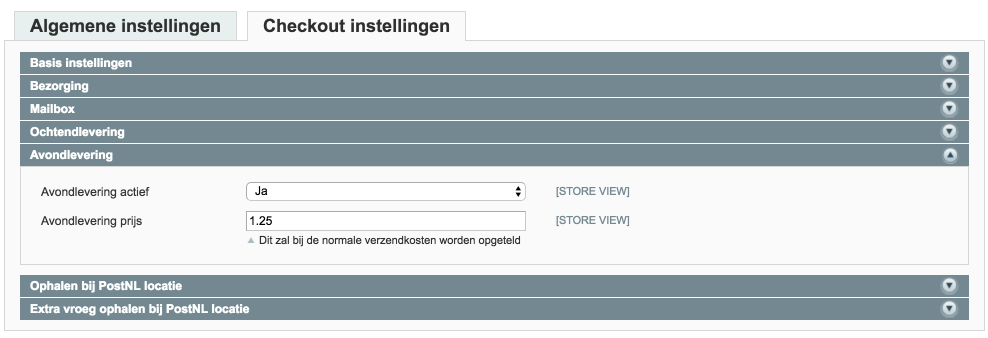 Algemene instellingen
Checkout instellingen
Basis instellingen
Bezorging
Mailbox
Ochtendlevering
Avondlevering
Avondlevering actief Ja [STORE VIEW]
Avondlevering prijs 1.25 [STORE VIEW]
Dit zal bij de normale verzendkosten worden opgeteld
Ophalen bij PostNL locatie
Extra vroeg ophalen bij PostNL locatie